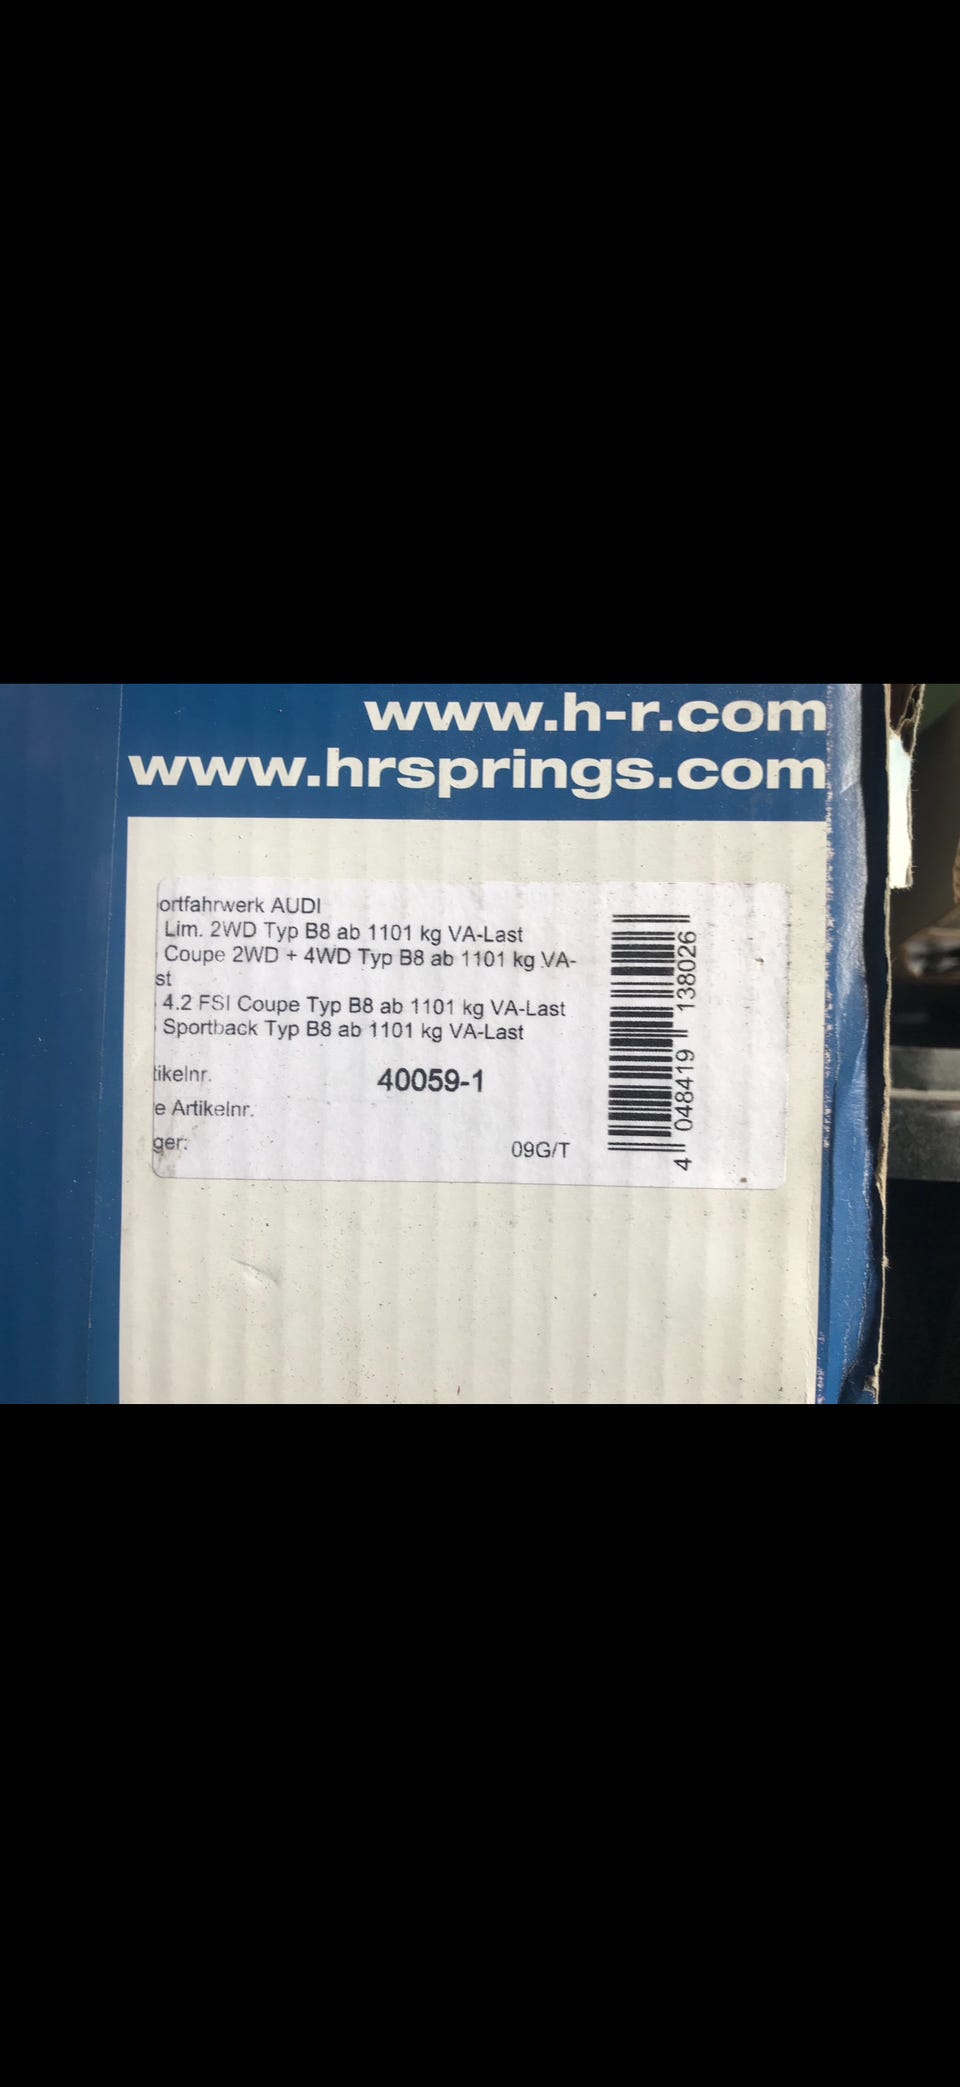 www.h-r.com
www.hrsprings.com
ortfahrwerk AUDI
Lim. 2WD Typ B8 ab 1101 kg VA-Last
Coupe 2WD + 4WD Typ B8 ab 1101 kg VA-
st
4.2 FSI Coupe Typ B8 ab 1101 kg VA-Last
Sportback Typ B8 ab 1101 kg VA-Last
tikelnr. 40059-1
e Artikelnr.
ger: 09G/T
4 048419 138026